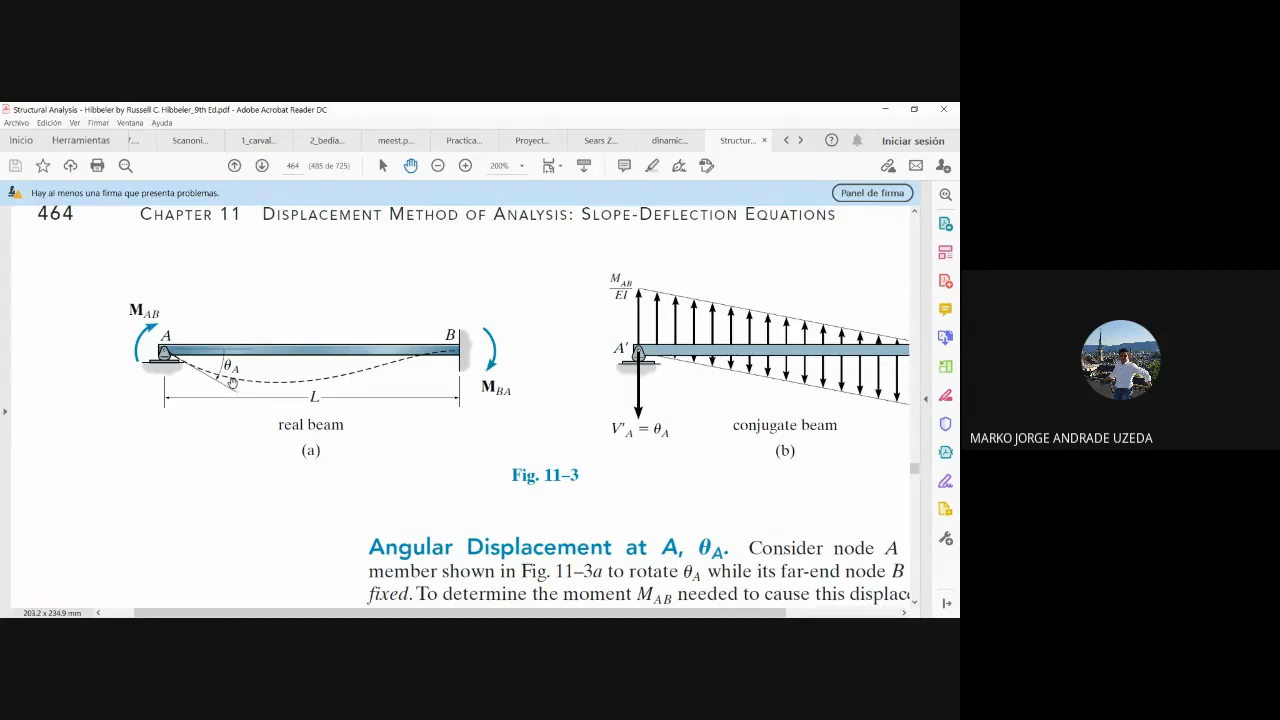 Structural Analysis - Hibbeler by Russell C. Hibbeler_9th Ed.pdf - Adobe Acrobat Reader DC
Archivo Edición Ver Firmar Ventana Ayuda
Inicio Herramientas 7... Scanoni... 1_carval... 2_bedia... meest.p... Practica... Proyect... Sears Z... dinamic... Structur... × Iniciar sesión
464 (485 de 725) 200%
Hay al menos una firma que presenta problemas. Panel de firma
464 CHAPTER 11 DISPLACEMENT METHOD OF ANALYSIS: SLOPE-DEFLECTION EQUATIONS
M_AB
A
B
θ_A
M_BA
L
real beam
(a)
M_AB
EI
A'
V'_A = θ_A
conjugate beam
(b)
Fig. 11–3
Angular Displacement at A, θ_A. Consider node A
member shown in Fig. 11–3a to rotate θ_A while its far-end node B
fixed. To determine the moment M_AB needed to cause this displac
203.2 x 234.9 mm
MARKO JORGE ANDRADE UZEDA